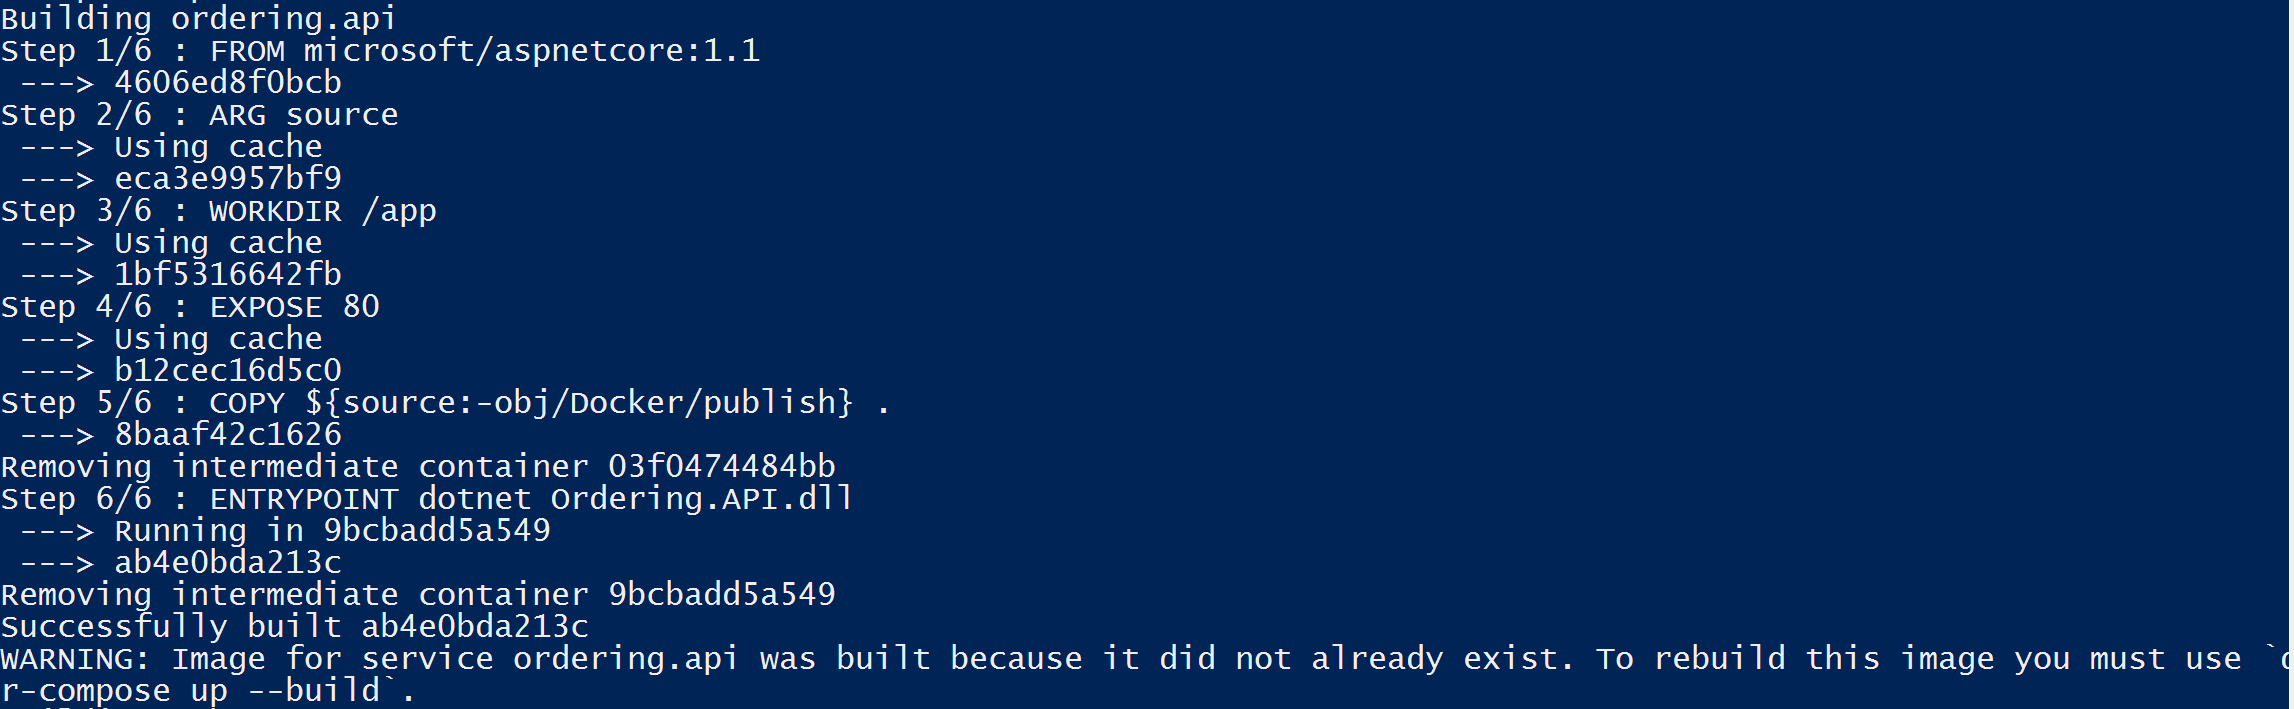 Building ordering.api
Step 1/6 : FROM microsoft/aspnetcore:1.1
 ---> 4606ed8f0bcb
Step 2/6 : ARG source
 ---> Using cache
 ---> eca3e9957bf9
Step 3/6 : WORKDIR /app
 ---> Using cache
 ---> 1bf5316642fb
Step 4/6 : EXPOSE 80
 ---> Using cache
 ---> b12cec16d5c0
Step 5/6 : COPY ${source:-obj/Docker/publish} .
 ---> 8baaf42c1626
Removing intermediate container 03f0474484bb
Step 6/6 : ENTRYPOINT dotnet Ordering.API.dll
 ---> Running in 9bcbadd5a549
 ---> ab4e0bda213c
Removing intermediate container 9bcbadd5a549
Successfully built ab4e0bda213c
WARNING: Image for service ordering.api was built because it did not already exist. To rebuild this image you must use `
r-compose up --build`.